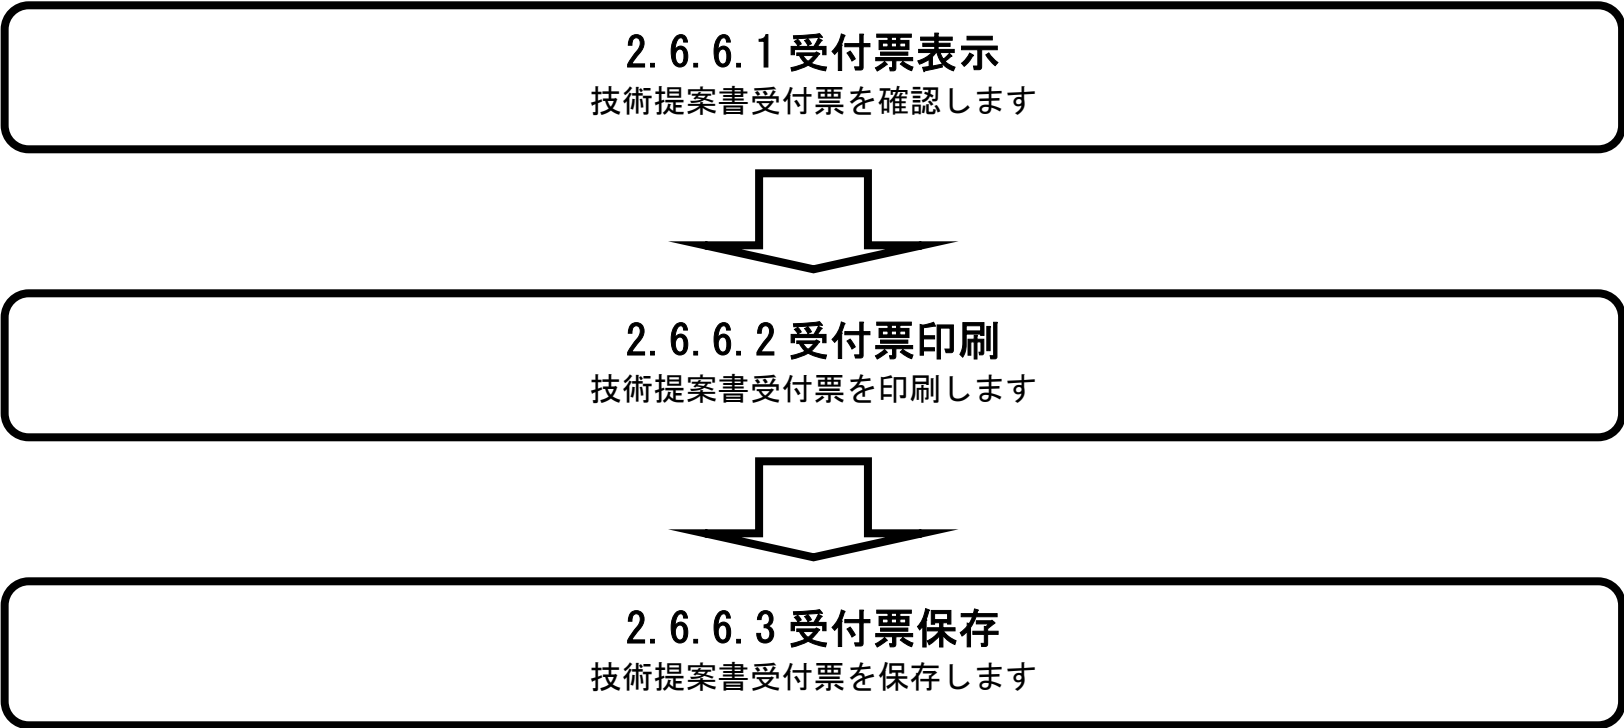 2.6.6.1 受付票表示
技術提案書受付票を確認します
2.6.6.2 受付票印刷
技術提案書受付票を印刷します
2.6.6.3 受付票保存
技術提案書受付票を保存します